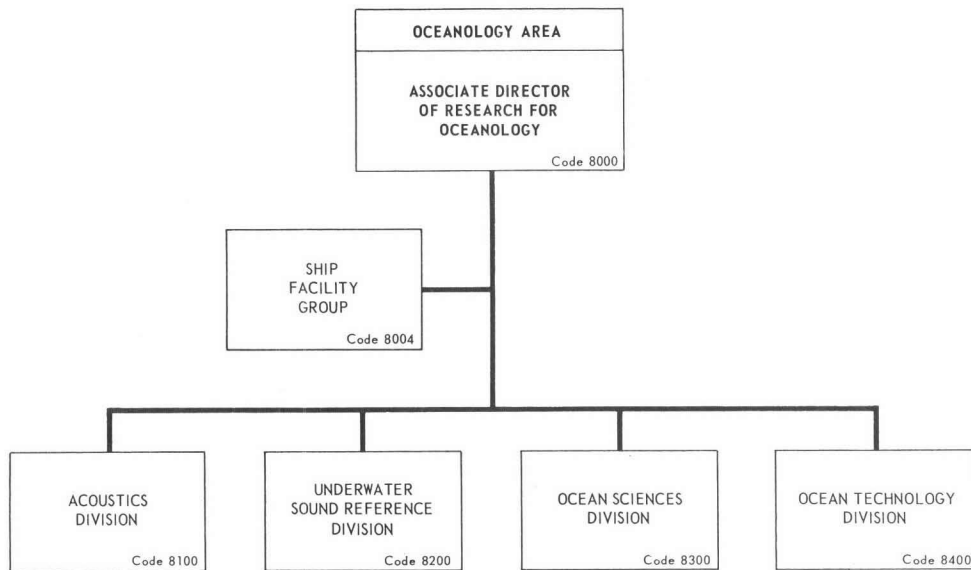 OCEANOLOGY AREA
ASSOCIATE DIRECTOR
OF RESEARCH FOR
OCEANOLOGY
Code 8000
SHIP
FACILITY
GROUP
Code 8004
ACOUSTICS
DIVISION
Code 8100
UNDERWATER
SOUND REFERENCE
DIVISION
Code 8200
OCEAN SCIENCES
DIVISION
Code 8300
OCEAN TECHNOLOGY
DIVISION
Code 8400